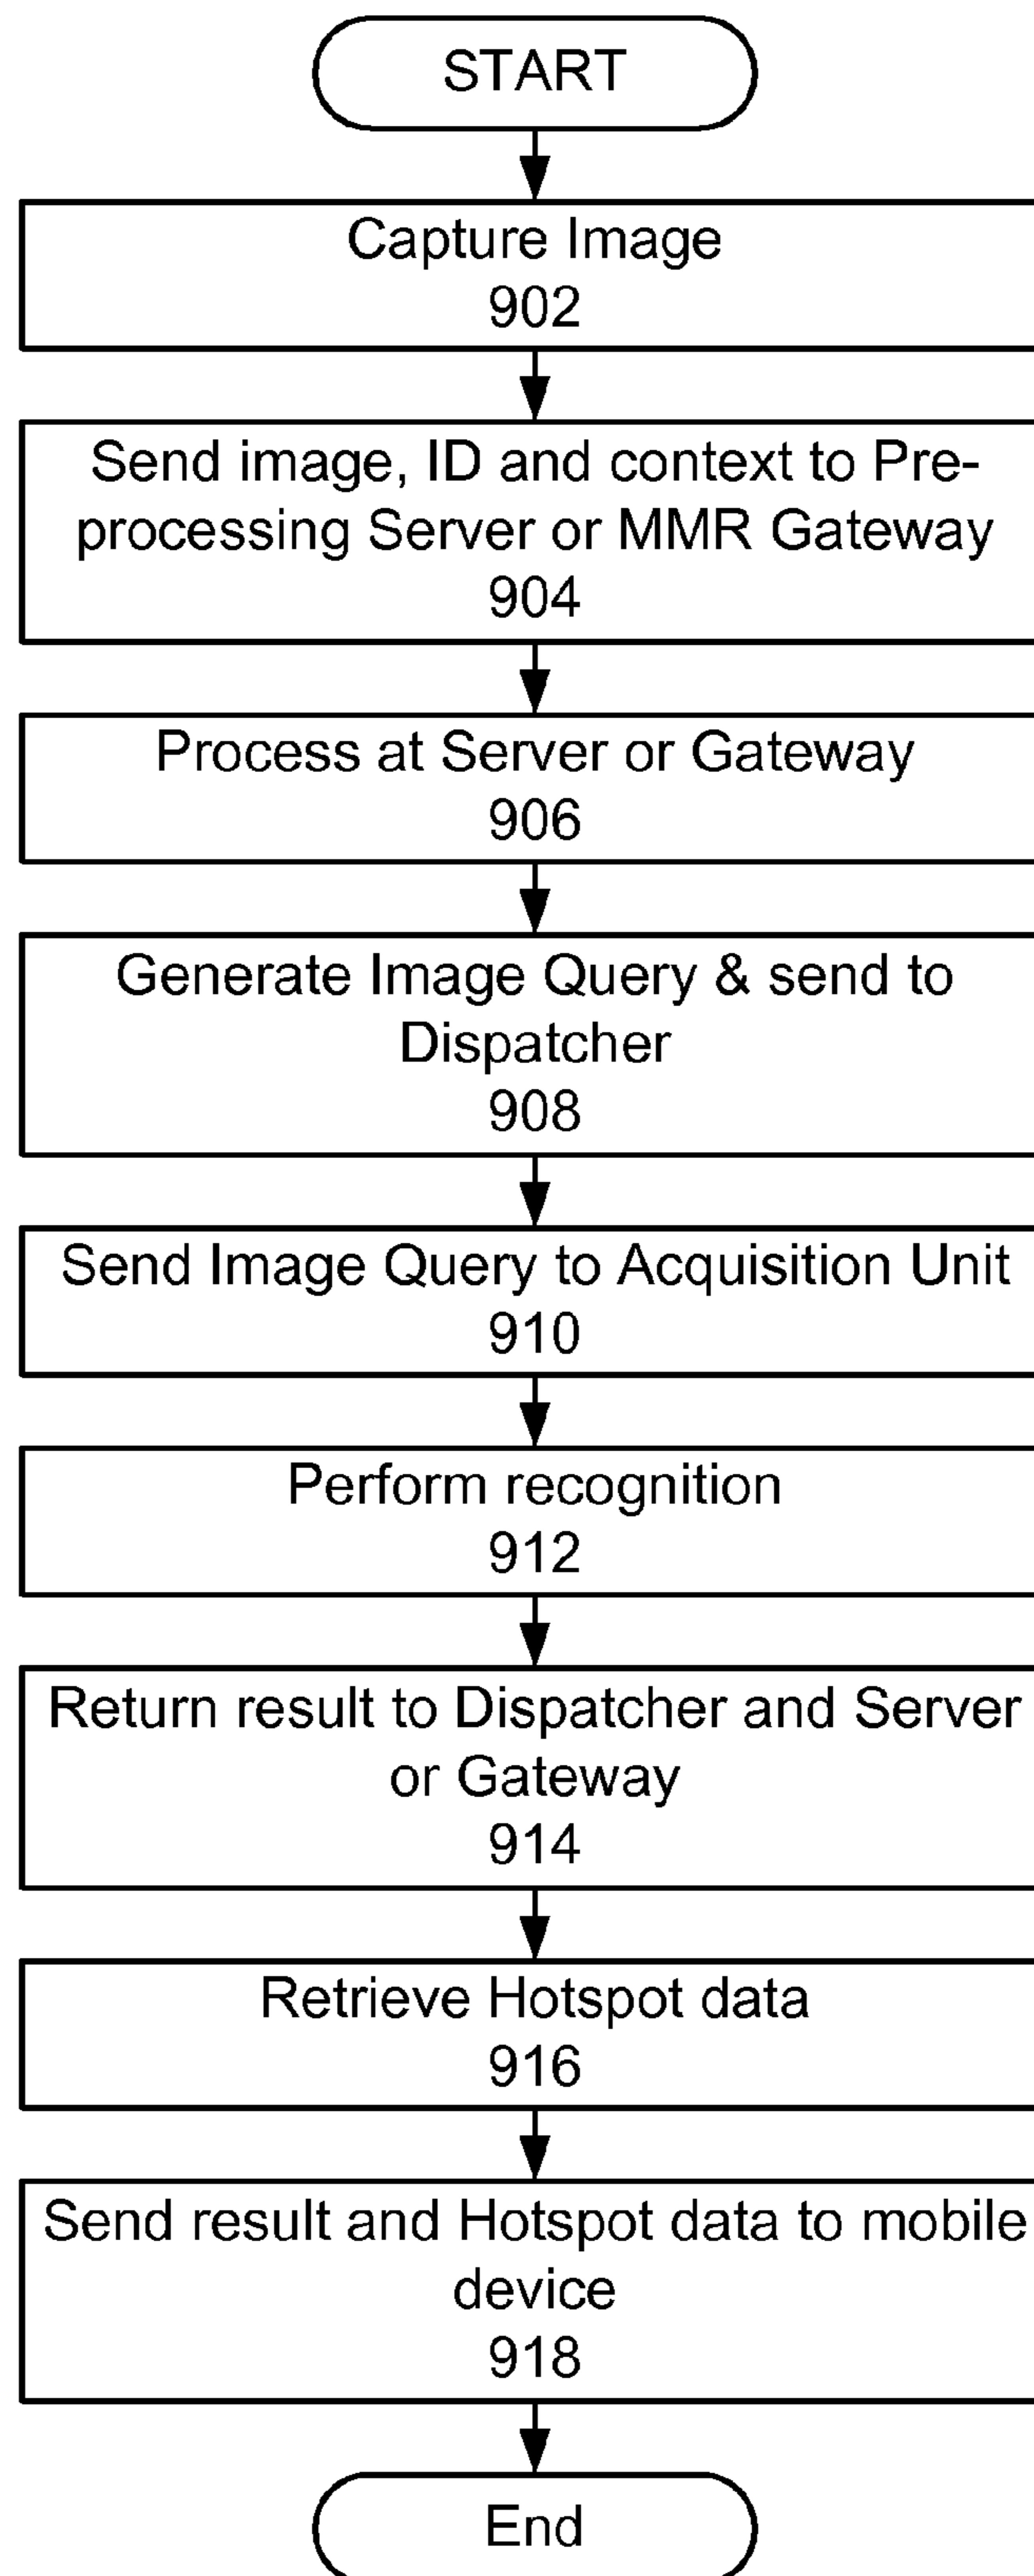 START
Capture Image
902
Send image, ID and context to Pre-
processing Server or MMR Gateway
904
Process at Server or Gateway
906
Generate Image Query & send to
Dispatcher
908
Send Image Query to Acquisition Unit
910
Perform recognition
912
Return result to Dispatcher and Server
or Gateway
914
Retrieve Hotspot data
916
Send result and Hotspot data to mobile
device
918
End